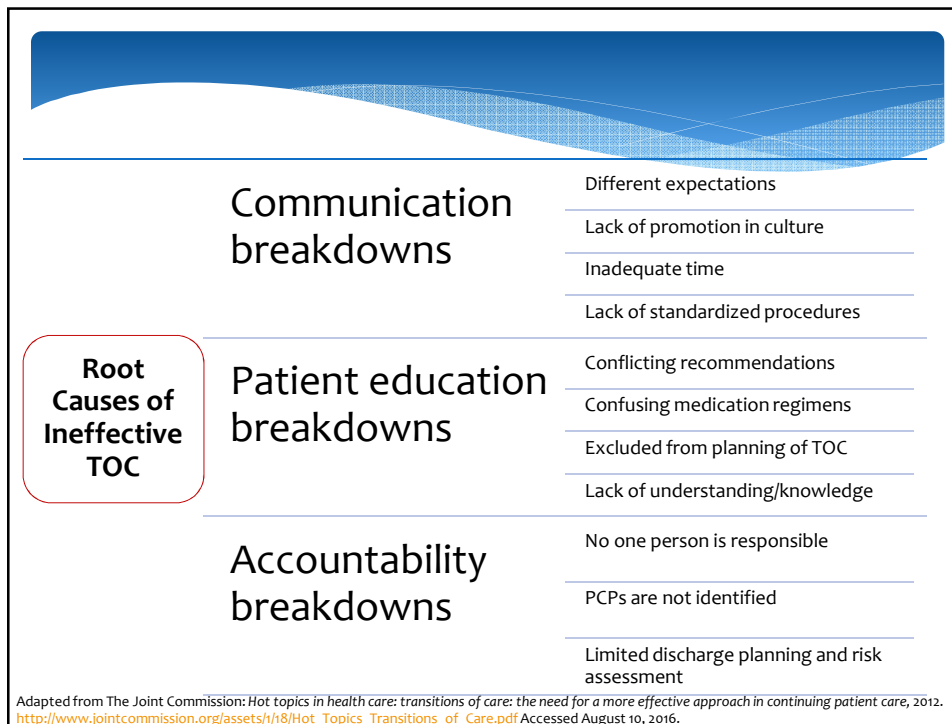 Root
Causes of
Ineffective
TOC
Communication
breakdowns
Different expectations
Lack of promotion in culture
Inadequate time
Lack of standardized procedures
Patient education
breakdowns
Conflicting recommendations
Confusing medication regimens
Excluded from planning of TOC
Lack of understanding/knowledge
Accountability
breakdowns
No one person is responsible
PCPs are not identified
Limited discharge planning and risk
assessment
Adapted from The Joint Commission: Hot topics in health care: transitions of care: the need for a more effective approach in continuing patient care, 2012.
http://www.jointcommission.org/assets/1/18/Hot_Topics_Transitions_of_Care.pdf Accessed August 10, 2016.